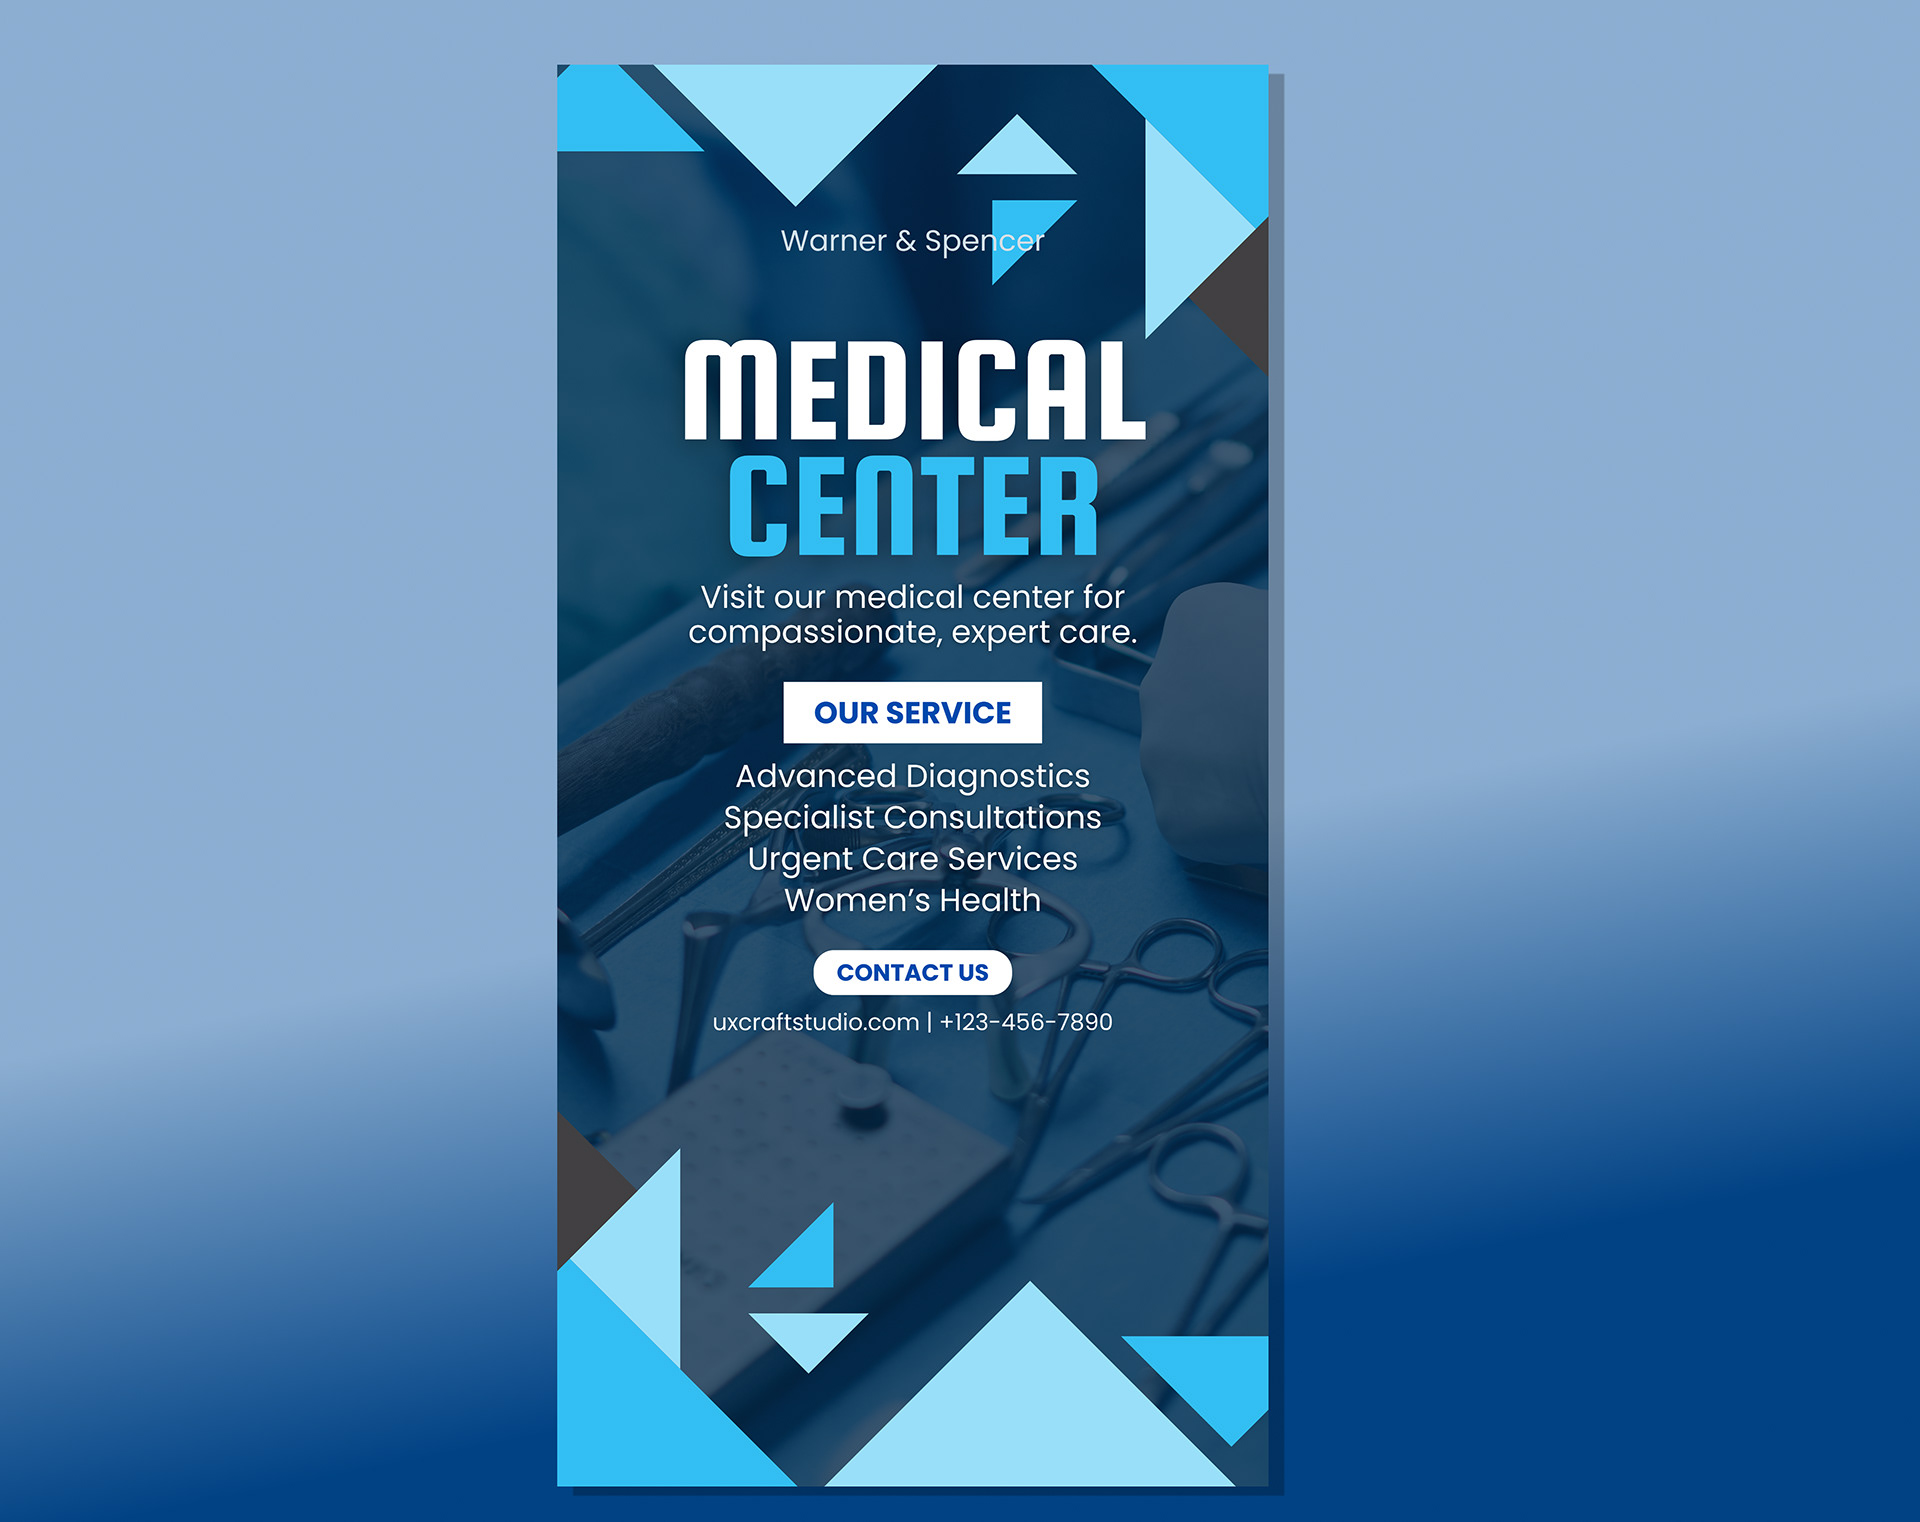 Warner & Spencer
MEDICAL
CENTER
Visit our medical center for
compassionate, expert care.
OUR SERVICE
Advanced Diagnostics
Specialist Consultations
Urgent Care Services
Women’s Health
CONTACT US
uxcraftstudio.com | +123-456-7890